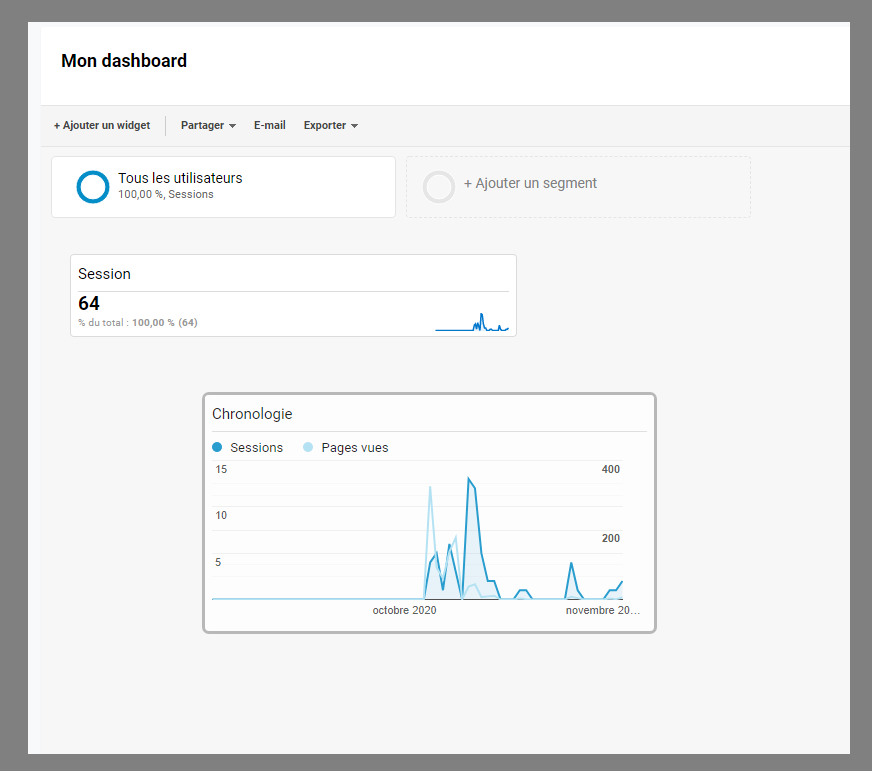 Mon dashboard
+ Ajouter un widget Partager E-mail Exporter
Tous les utilisateurs
100,00 %, Sessions
+ Ajouter un segment
Session
64
% du total : 100,00 % (64)
Chronologie
Sessions Pages vues
15 400
10
200
5
octobre 2020 novembre 20…